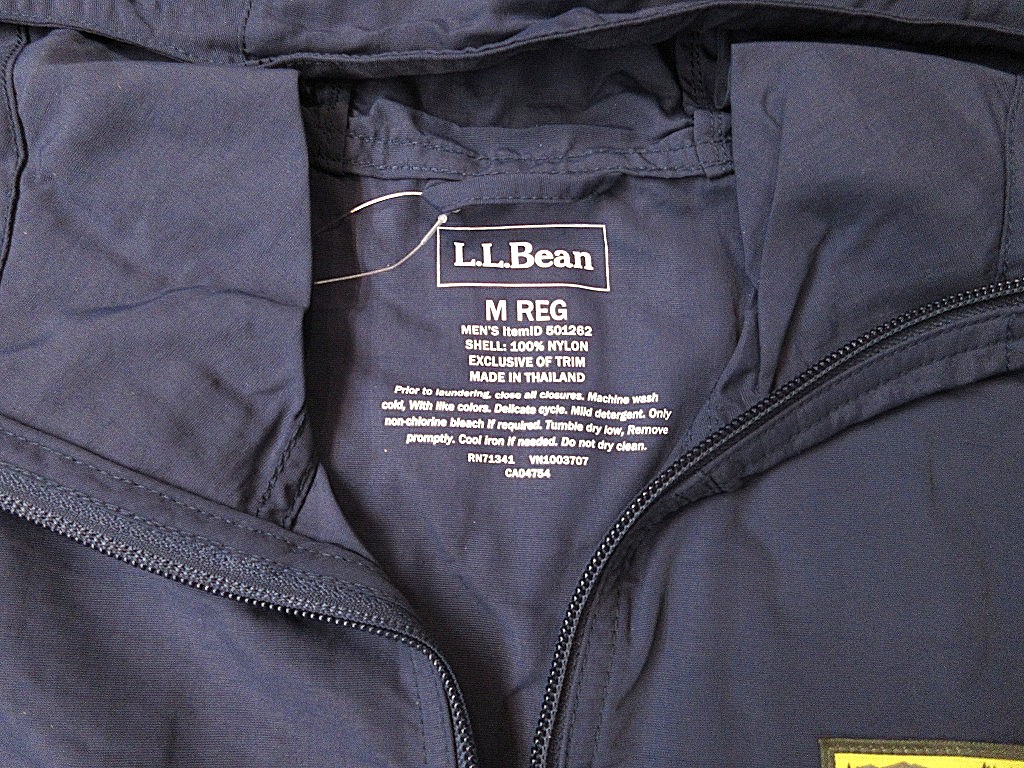 L.L.Bean
M REG
MEN'S ItemID 501262
SHELL: 100% NYLON
EXCLUSIVE OF TRIM
MADE IN THAILAND
Prior to laundering, close all closures. Machine wash
cold, With like colors. Delicate cycle. Mild detergent. Only
non-chlorine bleach if required. Tumble dry low, Remove
promptly. Cool iron if needed. Do not dry clean.
RN71341 VN1003707
CA04754